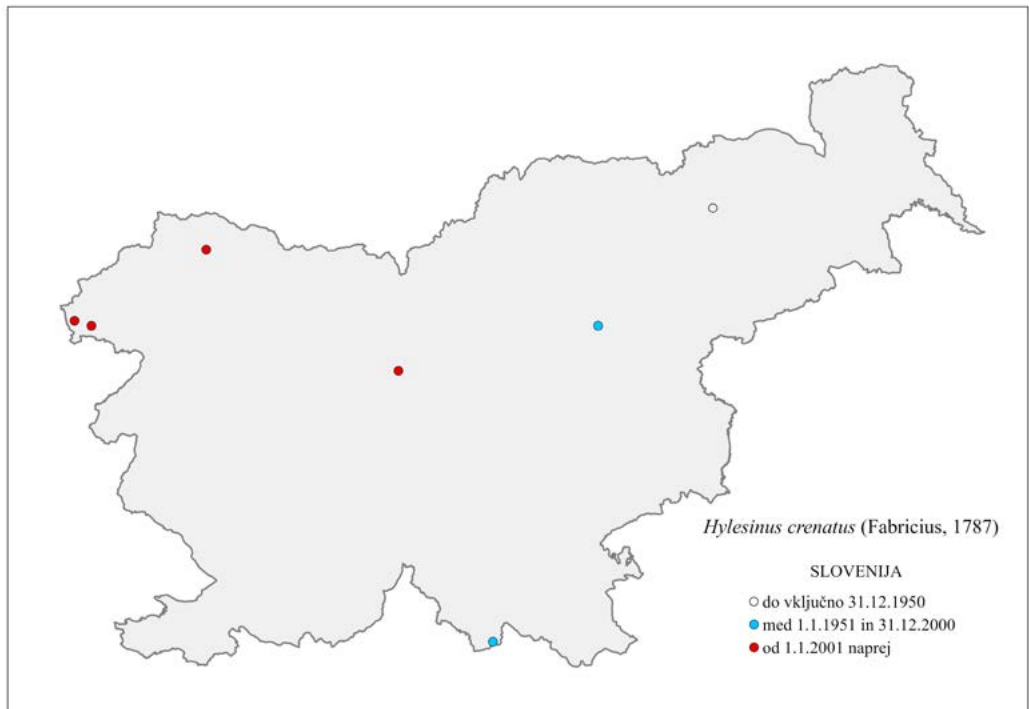 Hylesinus crenatus (Fabricius, 1787)
SLOVENIJA
do vključno 31.12.1950
med 1.1.1951 in 31.12.2000
od 1.1.2001 naprej